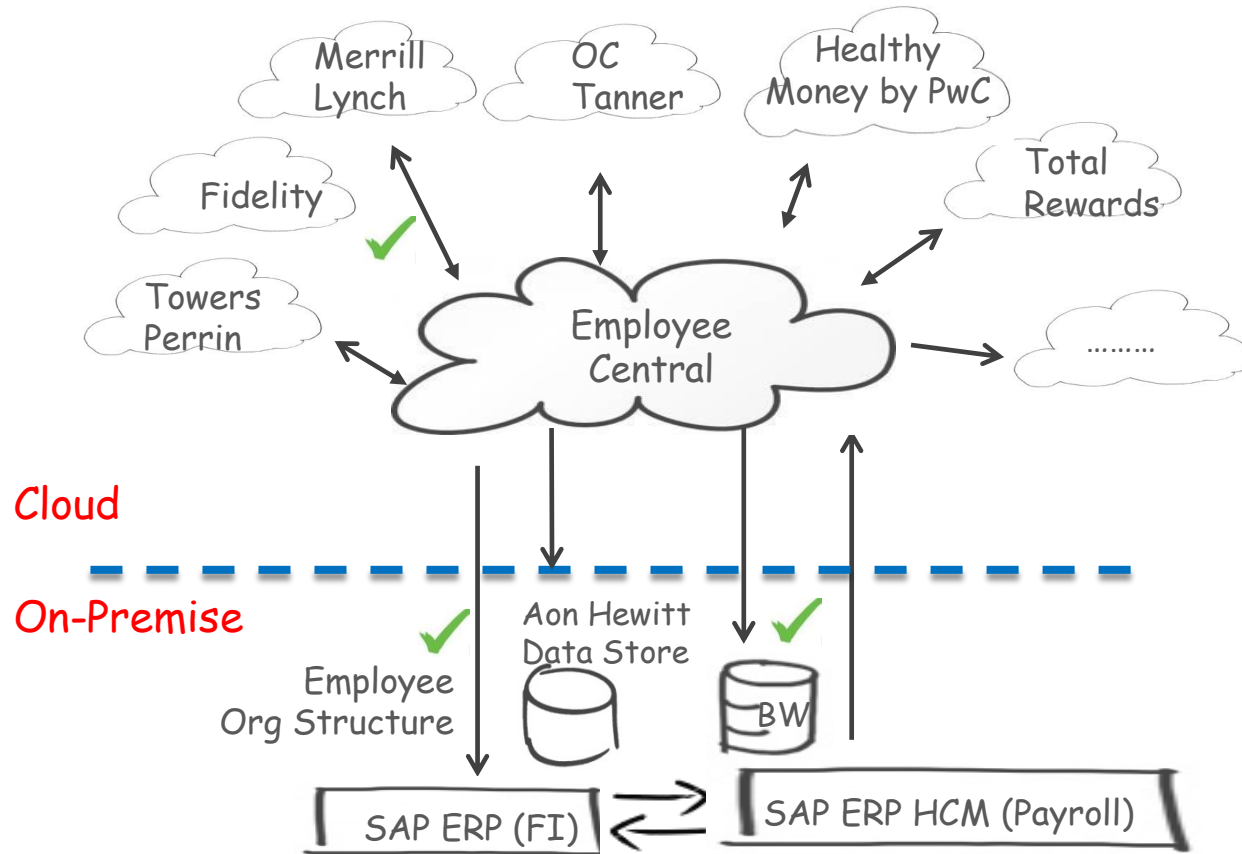 Merrill
Lynch
OC
Tanner
Healthy
Money by PwC
Fidelity
Total
Rewards
Towers
Perrin
Employee
Central
.........
Cloud
On-Premise
Aon Hewitt
Data Store
Employee
Org Structure
BW
SAP ERP (FI)
SAP ERP HCM (Payroll)